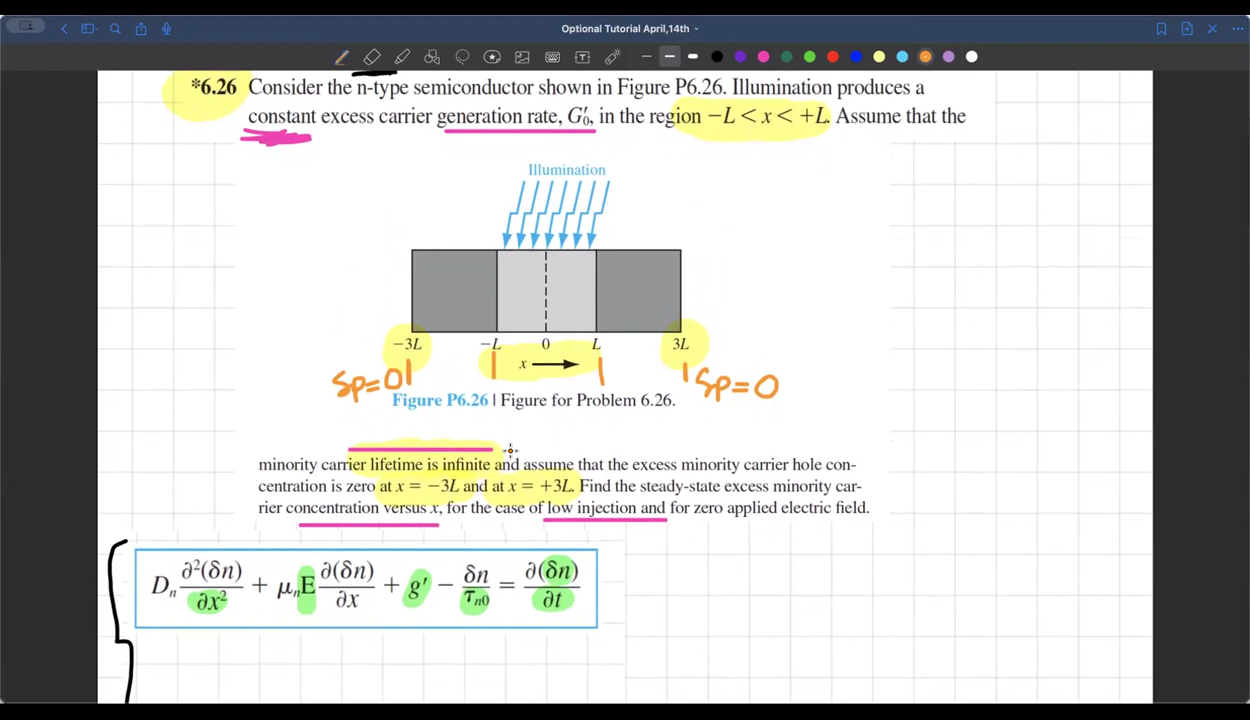 Optional Tutorial April,14th
*6.26 Consider the n-type semiconductor shown in Figure P6.26. Illumination produces a
constant excess carrier generation rate, G′₀, in the region −L < x < +L. Assume that the
Illumination
−3L −L 0 L 3L
x
δp=0 δp=0
Figure P6.26 | Figure for Problem 6.26.
minority carrier lifetime is infinite and assume that the excess minority carrier hole con-
centration is zero at x = −3L and at x = +3L. Find the steady-state excess minority car-
rier concentration versus x, for the case of low injection and for zero applied electric field.
Dₙ ∂²(δn)/∂x² + μₙE ∂(δn)/∂x + g′ − δn/τₙ₀ = ∂(δn)/∂t